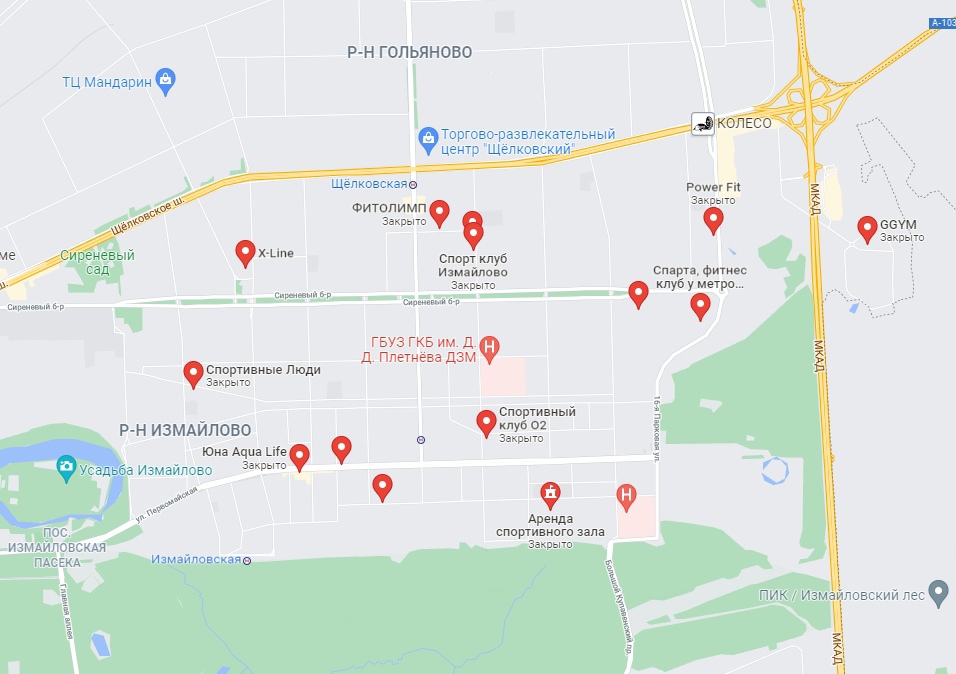 А-103
Р-Н ГОЛЬЯНОВО
ТЦ Мандарин
КОЛЕСО
Торгово-развлекательный
центр "Щёлковский"
Щёлковская
Power Fit
Закрыто
МКАД
Щёлковское ш.
ФИТОЛИМП
Закрыто
GGYM
Закрыто
ме
Сиреневый
сад
X-Line
Спорт клуб
Измайлово
Закрыто
Спарта, фитнес
клуб у метро...
ш.
Сиреневый б-р
Сиреневый б-р
Сиреневый б-р
ГБУЗ ГКБ им. Д.
Д. Плетнёва ДЗМ
МКАД
Спортивные Люди
Закрыто
Спортивный
клуб O2
Закрыто
16-я Парковая ул.
Р-Н ИЗМАЙЛОВО
Юна Aqua Life
Закрыто
Усадьба Измайлово
ул. Первомайская
Аренда
спортивного зала
Закрыто
ПОС.
ИЗМАЙЛОВСКАЯ
ПАСЕКА
Измайловская
Главная аллея
Большой Купавенский пр.
ПИК / Измайловский лес
МКАД